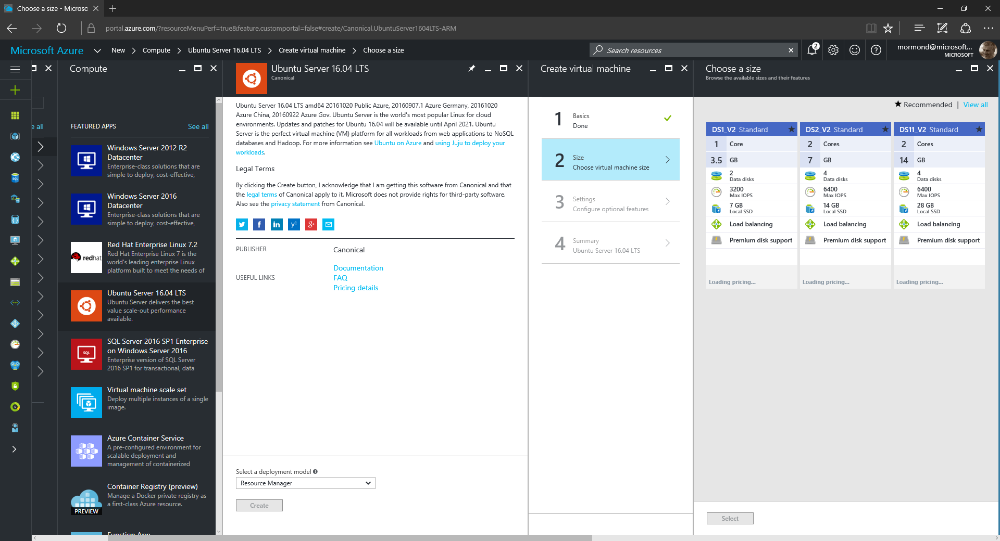 Choose a size - Microso
portal.azure.com/?resourceMenuPerf=true&feature.customportal=false#create/Canonical.UbuntuServer1604LTS-ARM
Microsoft Azure
New
Compute
Ubuntu Server 16.04 LTS
Create virtual machine
Choose a size
Search resources
2
mormond@microsoft...
MICROSOFT
e all
Compute
FEATURED APPS
See all
Windows Server 2012 R2
Datacenter
Enterprise-class solutions that are
simple to deploy, cost-effective,
Windows Server 2016
Datacenter
Enterprise-class solutions that are
simple to deploy, cost-effective,
redhat
Red Hat Enterprise Linux 7.2
Red Hat Enterprise Linux 7 is the
world's leading enterprise Linux
platform built to meet the needs of
Ubuntu Server 16.04 LTS
Ubuntu Server delivers the best
value scale-out performance
available.
SQL
SQL Server 2016 SP1 Enterprise
on Windows Server 2016
Enterprise version of SQL Server
2016 SP1 for transactional, data
Virtual machine scale set
Deploy multiple instances of a single
image.
Azure Container Service
A pre-configured environment for
scalable deployment and
management of containerized
PREVIEW
Container Registry (preview)
Manage a Docker private registry as
a first-class Azure resource.
Function App
Ubuntu Server 16.04 LTS
Canonical
Ubuntu Server 16.04 LTS amd64 20161020 Public Azure, 20160907.1 Azure Germany, 20161020
Azure China, 20160922 Azure Gov. Ubuntu Server is the world's most popular Linux for cloud
environments. Updates and patches for Ubuntu 16.04 will be available until April 2021. Ubuntu
Server is the perfect virtual machine (VM) platform for all workloads from web applications to NoSQL
databases and Hadoop. For more information see Ubuntu on Azure and using Juju to deploy your
workloads.
Legal Terms
By clicking the Create button, I acknowledge that I am getting this software from Canonical and that
the legal terms of Canonical apply to it. Microsoft does not provide rights for third-party software.
Also see the privacy statement from Canonical.
PUBLISHER
Canonical
USEFUL LINKS
Documentation
FAQ
Pricing details
Select a deployment model
Resource Manager
Create
Create virtual machine
1
Basics
Done
2
Size
Choose virtual machine size
3
Settings
Configure optional features
4
Summary
Ubuntu Server 16.04 LTS
Choose a size
Browse the available sizes and their features
★ Recommended | View all
DS1_V2 Standard
1 Core
3.5 GB
2
Data disks
3200
Max IOPS
7 GB
Local SSD
Load balancing
Premium disk support
Loading pricing...
DS2_V2 Standard
2 Cores
7 GB
4
Data disks
6400
Max IOPS
14 GB
Local SSD
Load balancing
Premium disk support
Loading pricing...
DS11_V2 Standard
2 Cores
14 GB
4
Data disks
6400
Max IOPS
28 GB
Local SSD
Load balancing
Premium disk support
Loading pricing...
Select